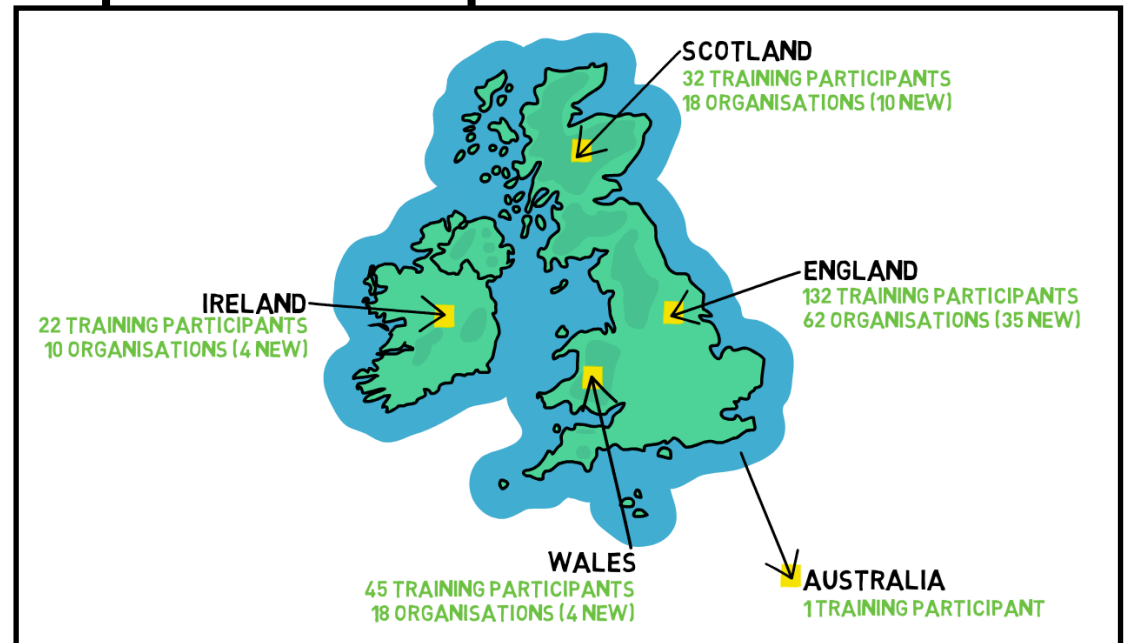 SCOTLAND
32 TRAINING PARTICIPANTS
18 ORGANISATIONS (10 NEW)
ENGLAND
132 TRAINING PARTICIPANTS
62 ORGANISATIONS (35 NEW)
IRELAND
22 TRAINING PARTICIPANTS
10 ORGANISATIONS (4 NEW)
WALES
45 TRAINING PARTICIPANTS
18 ORGANISATIONS (4 NEW)
AUSTRALIA
1 TRAINING PARTICIPANT